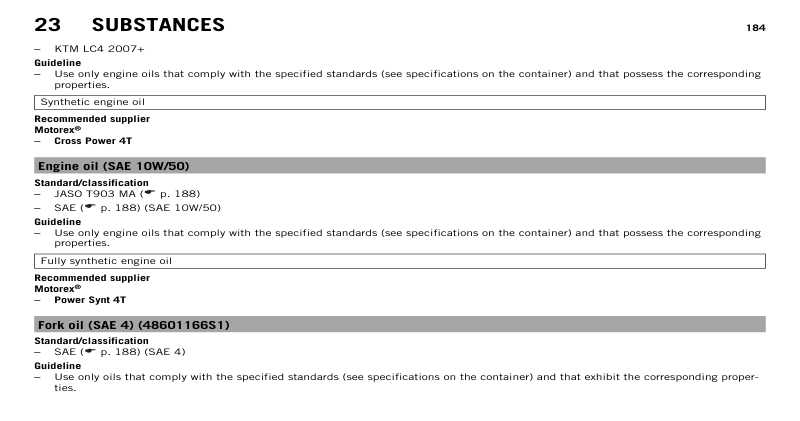 23 SUBSTANCES 184
– KTM LC4 2007+
Guideline
– Use only engine oils that comply with the specified standards (see specifications on the container) and that possess the corresponding
properties.
Synthetic engine oil
Recommended supplier
Motorex®
– Cross Power 4T
Engine oil (SAE 10W/50)
Standard/classification
– JASO T903 MA (☛ p. 188)
– SAE (☛ p. 188) (SAE 10W/50)
Guideline
– Use only engine oils that comply with the specified standards (see specifications on the container) and that possess the corresponding
properties.
Fully synthetic engine oil
Recommended supplier
Motorex®
– Power Synt 4T
Fork oil (SAE 4) (48601166S1)
Standard/classification
– SAE (☛ p. 188) (SAE 4)
Guideline
– Use only oils that comply with the specified standards (see specifications on the container) and that exhibit the corresponding proper-
ties.